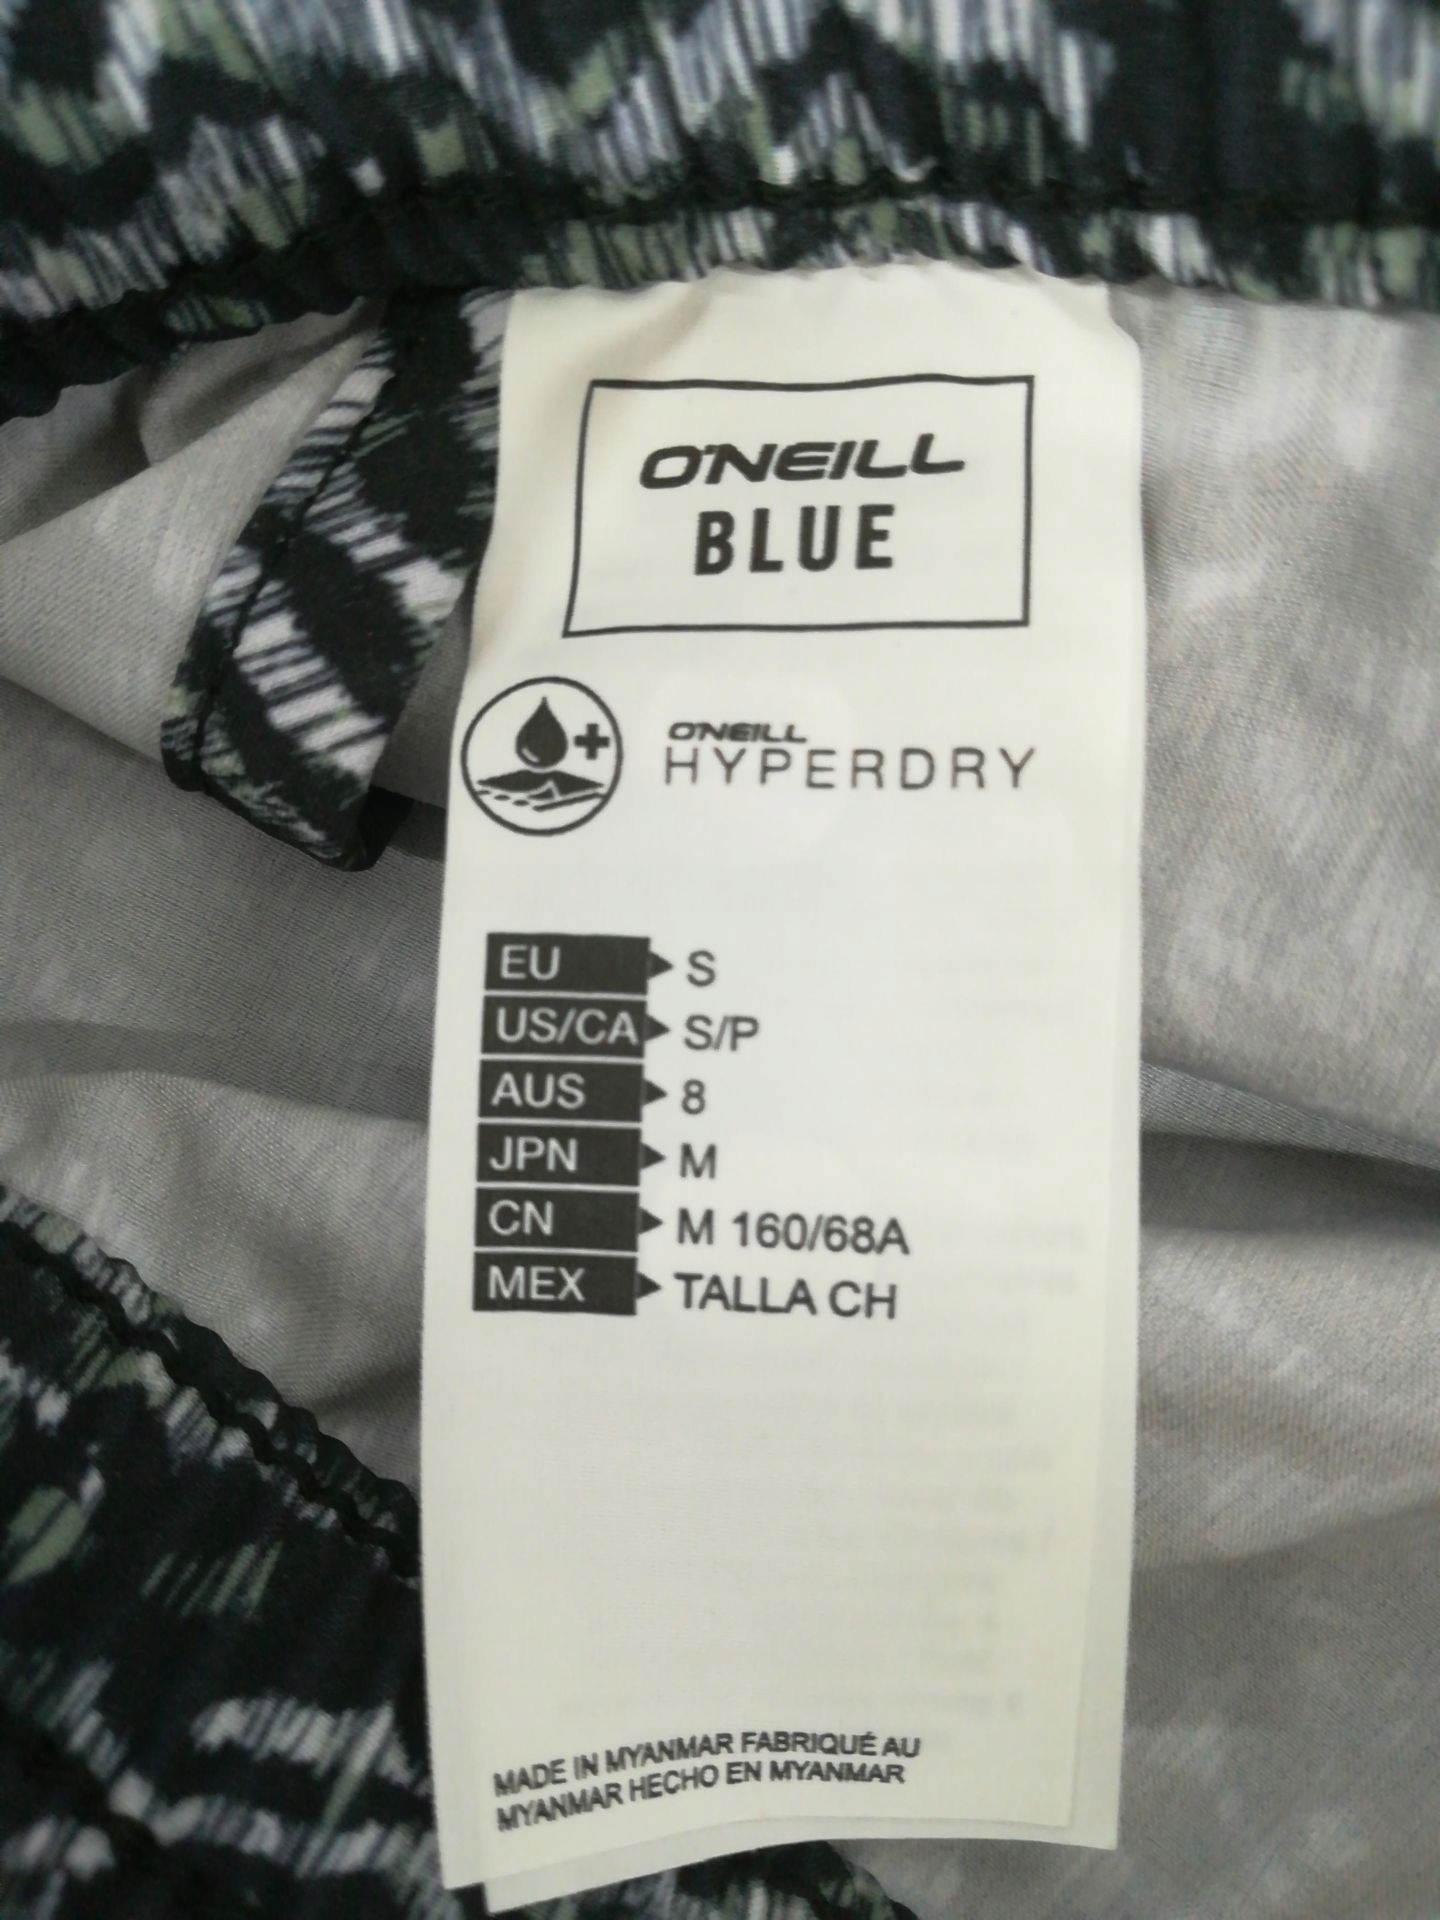 O'NEILL
BLUE
O'NEILL
HYPERDRY
EU S
US/CA S/P
AUS 8
JPN M
CN M 160/68A
MEX TALLA CH
MADE IN MYANMAR FABRIQUÉ AU
MYANMAR HECHO EN MYANMAR